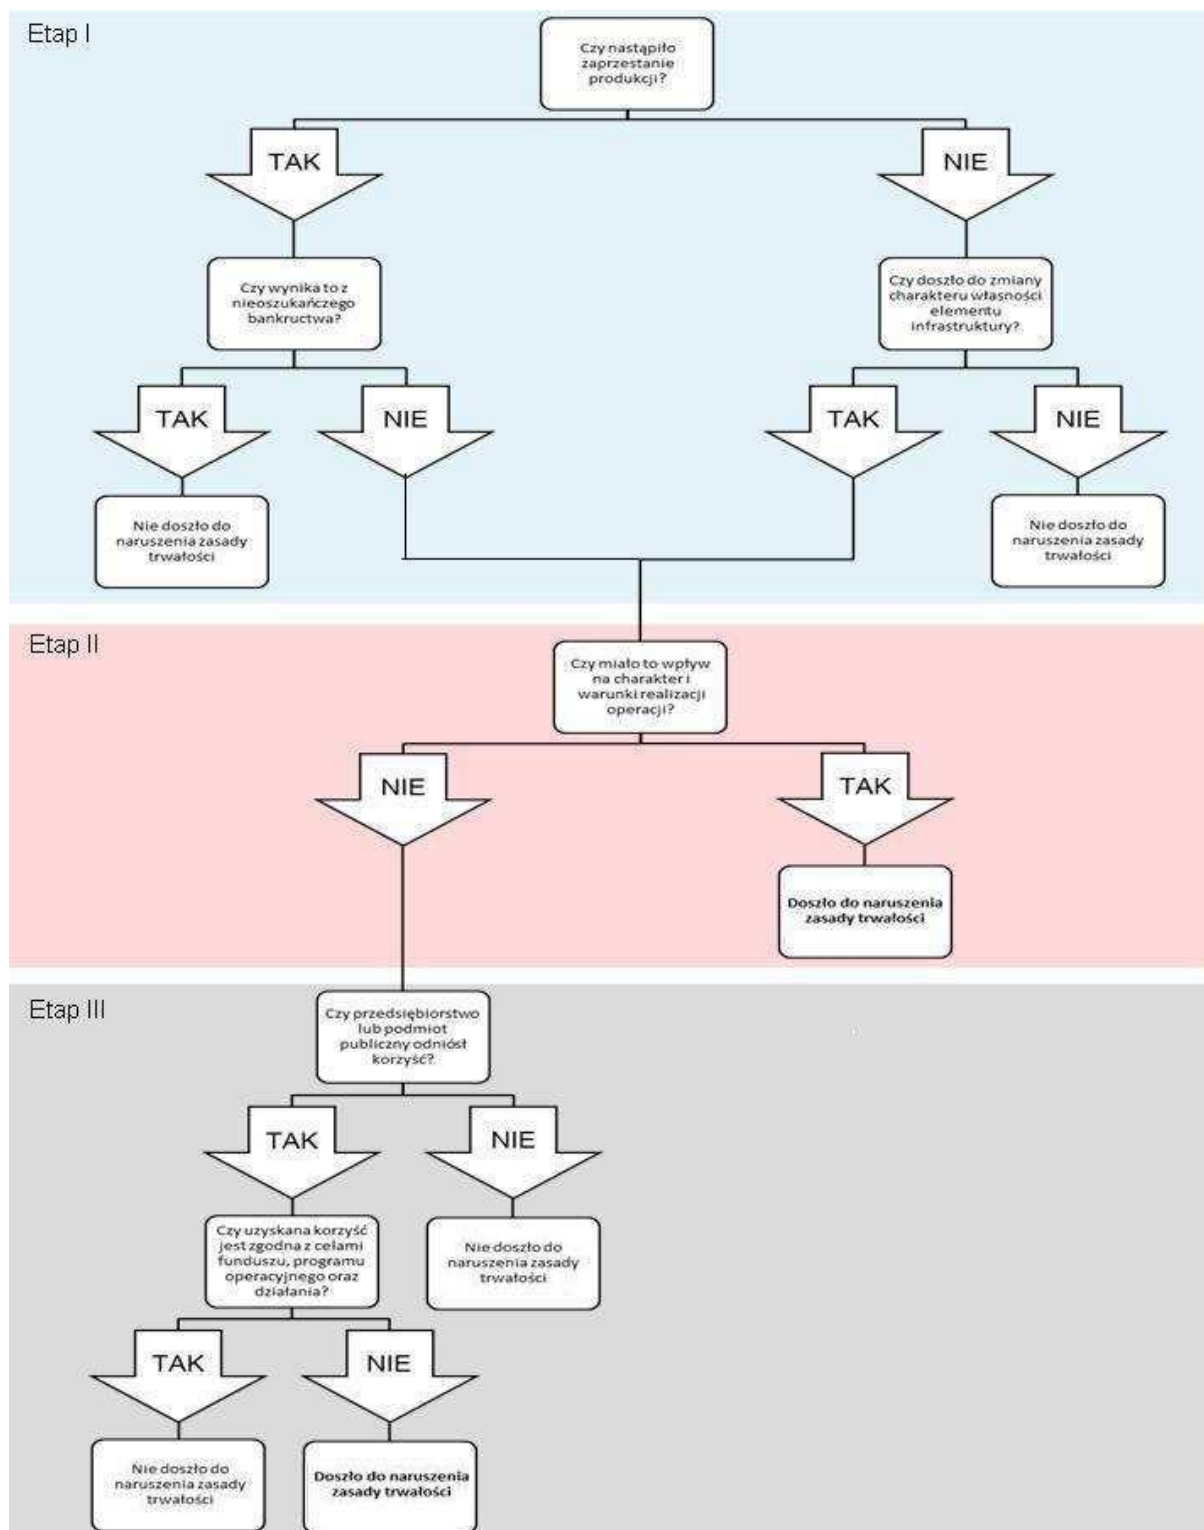 Etap I
Czy nastąpiło
zaprzestanie
produkcji?
TAK
NIE
Czy wynika to z
nieoszukańczego
bankructwa?
Czy doszło do zmiany
charakteru własności
elementu
infrastruktury?
TAK
NIE
TAK
NIE
Nie doszło do
naruszenia zasady
trwałości
Nie doszło do
naruszenia zasady
trwałości
Etap II
Czy miało to wpływ
na charakter i
warunki realizacji
operacji?
NIE
TAK
Doszło do naruszenia
zasady trwałości
Etap III
Czy przedsiębiorstwo
lub podmiot
publiczny odniósł
korzyść?
TAK
NIE
Czy uzyskana korzyść
jest zgodna z celami
funduszu, programu
operacyjnego oraz
działania?
Nie doszło do
naruszenia zasady
trwałości
TAK
NIE
Nie doszło do
naruszenia zasady
trwałości
Doszło do naruszenia
zasady trwałości